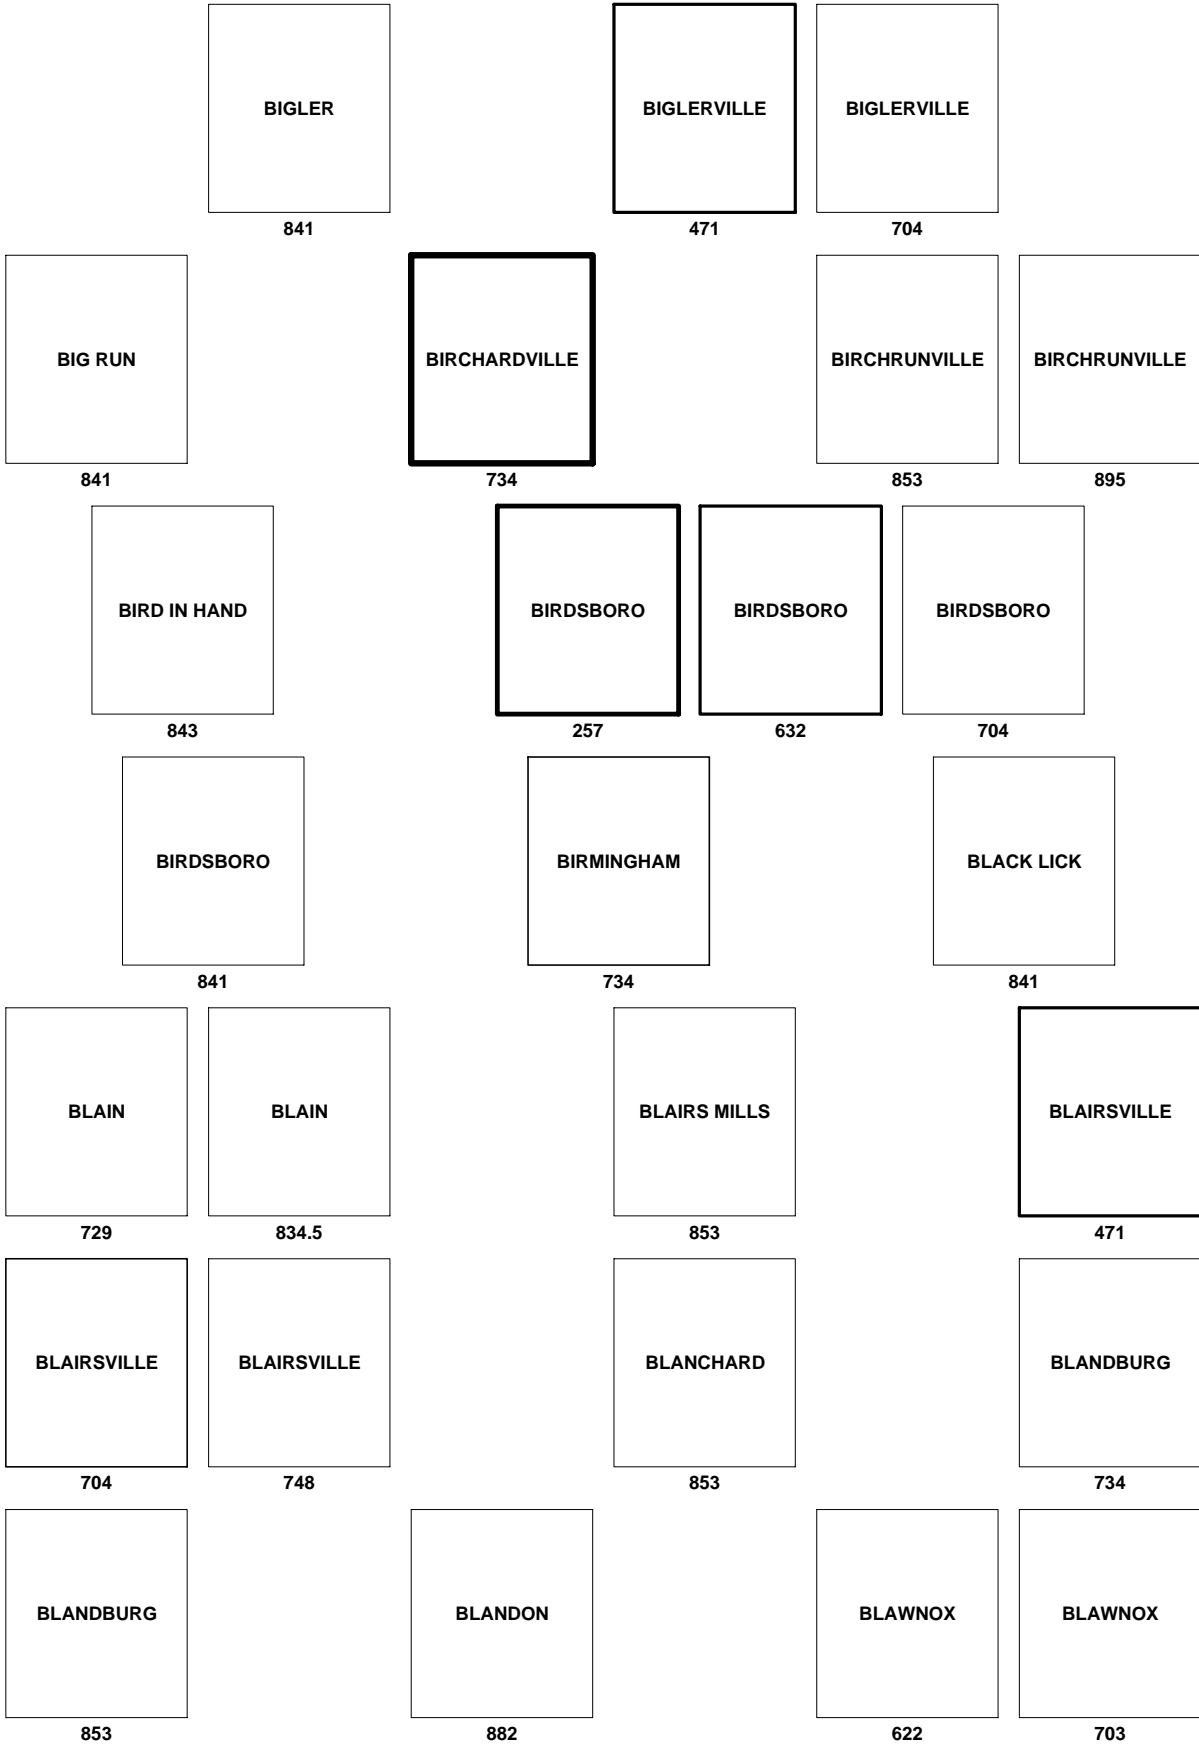 BIGLER BIGLERVILLE BIGLERVILLE
841 471 704
BIG RUN BIRCHARDVILLE BIRCHRUNVILLE BIRCHRUNVILLE
841 734 853 895
BIRD IN HAND BIRDSBORO BIRDSBORO BIRDSBORO
843 257 632 704
BIRDSBORO BIRMINGHAM BLACK LICK
841 734 841
BLAIN BLAIN BLAIRS MILLS BLAIRSVILLE
729 834.5 853 471
BLAIRSVILLE BLAIRSVILLE BLANCHARD BLANDBURG
704 748 853 734
BLANDBURG BLANDON BLAWNOX BLAWNOX
853 882 622 703